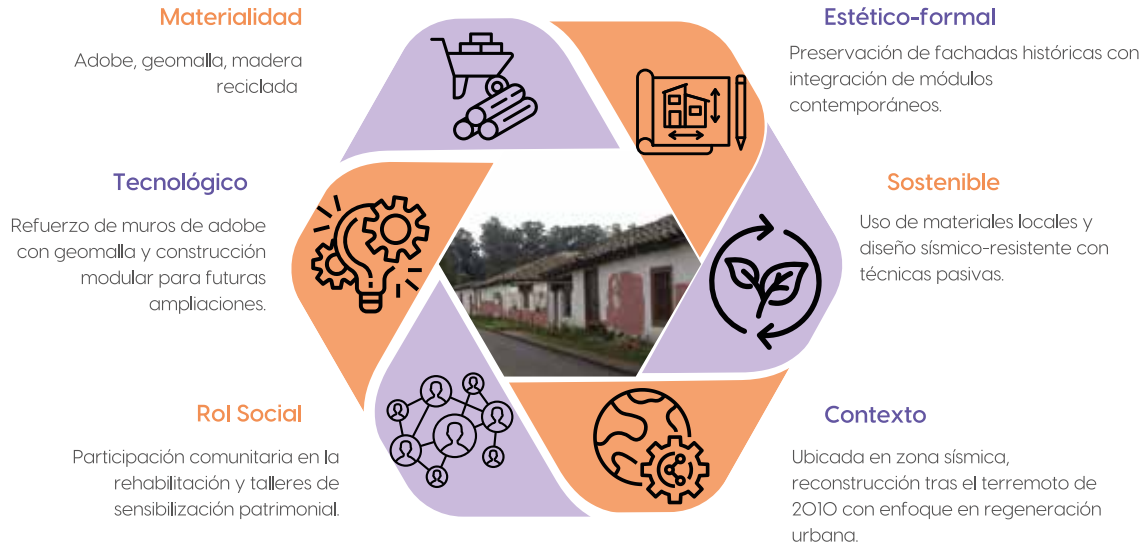 Materialidad
Adobe, geomalla, madera
reciclada
Estético-formal
Preservación de fachadas históricas con
integración de módulos
contemporáneos.
Tecnológico
Refuerzo de muros de adobe
con geomalla y construcción
modular para futuras
ampliaciones.
Sostenible
Uso de materiales locales y
diseño sísmico-resistente con
técnicas pasivas.
Rol Social
Participación comunitaria en la
rehabilitación y talleres de
sensibilización patrimonial.
Contexto
Ubicada en zona sísmica,
reconstrucción tras el terremoto de
2010 con enfoque en regeneración
urbana.